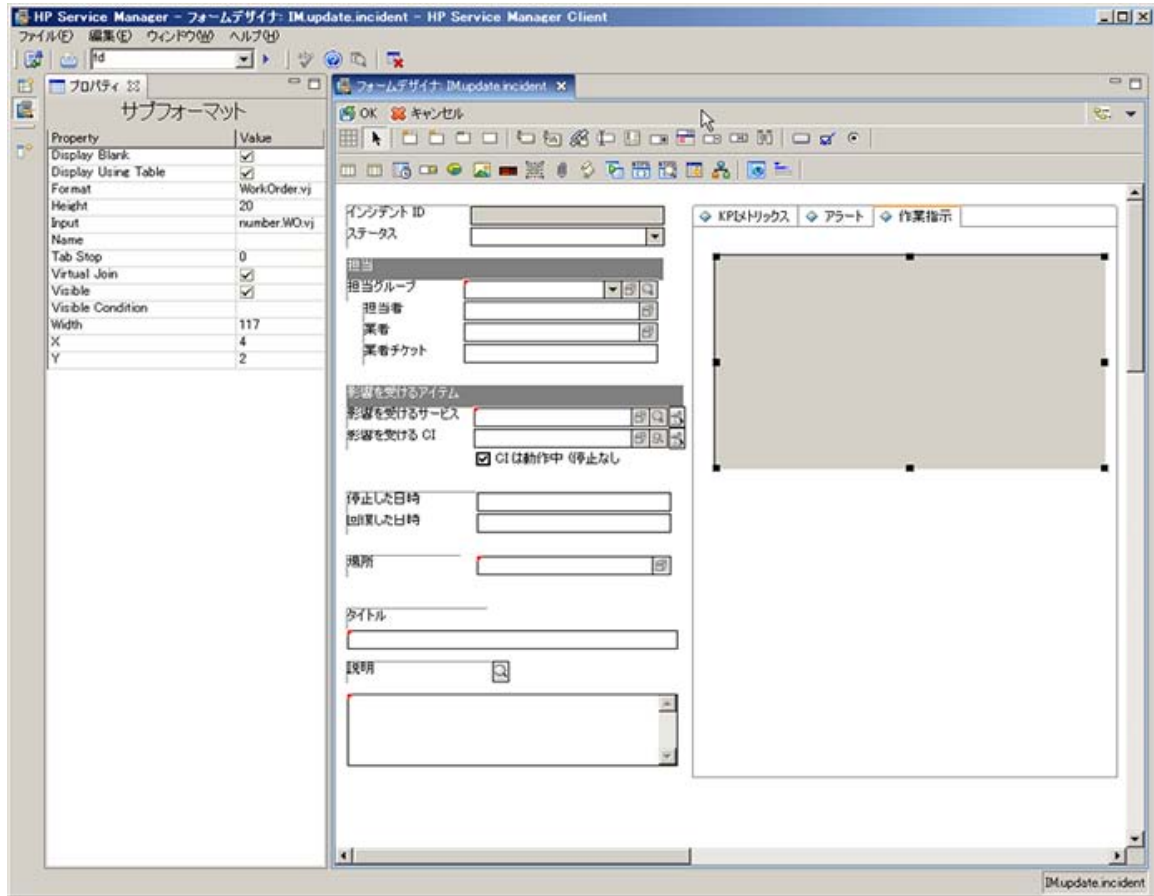 HP Service Manager - フォームデザイナ: IM.update.incident - HP Service Manager Client
ファイル(F) 編集(E) ウィンドウ(W) ヘルプ(H)
fd
プロパティ
フォームデザイナ: IM.update.incident
サブフォーマット
OK キャンセル
Property Value
Display Blank
Display Using Table
Format WorkOrder.vj
Height 20
Input number.WO.vj
Name
Tab Stop 0
Virtual Join
Visible
Visible Condition
Width 117
X 4
Y 2
インシデント ID
ステータス
担当
担当グループ
担当者
業者
業者チケット
影響を受けるアイテム
影響を受けるサービス
影響を受ける CI
CI は動作中 (停止なし
停止した日時
回復した日時
場所
タイトル
説明
KPIメトリックス アラート 作業指示
IM.update.incident